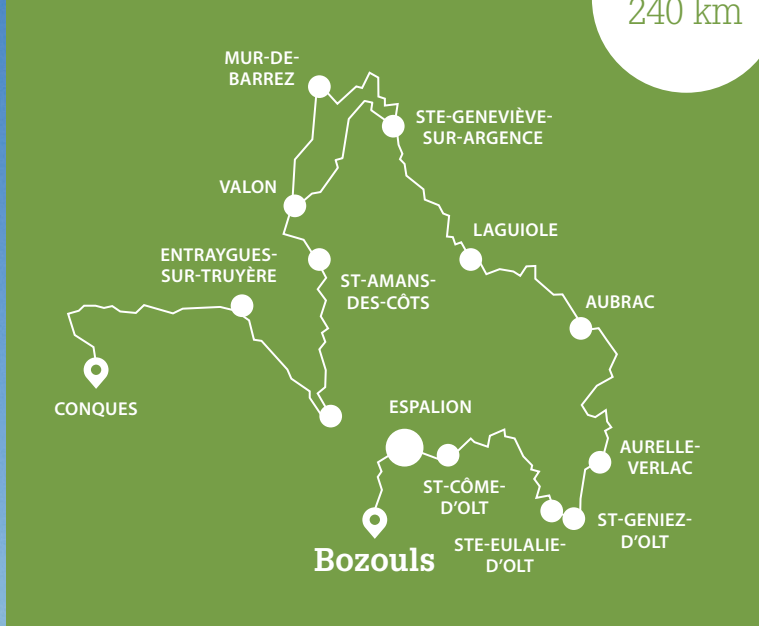 240 km
MUR-DE-
BARREZ
STE-GENEVIÈVE-
SUR-ARGENCE
VALON
LAGUIOLE
ENTRAYGUES-
SUR-TRUYÈRE
ST-AMANS-
DES-CÔTS
AUBRAC
CONQUES
ESPALION
AURELLE-
VERLAC
ST-CÔME-
D'OLT
ST-GENIEZ-
D'OLT
STE-EULALIE-
D'OLT
Bozouls